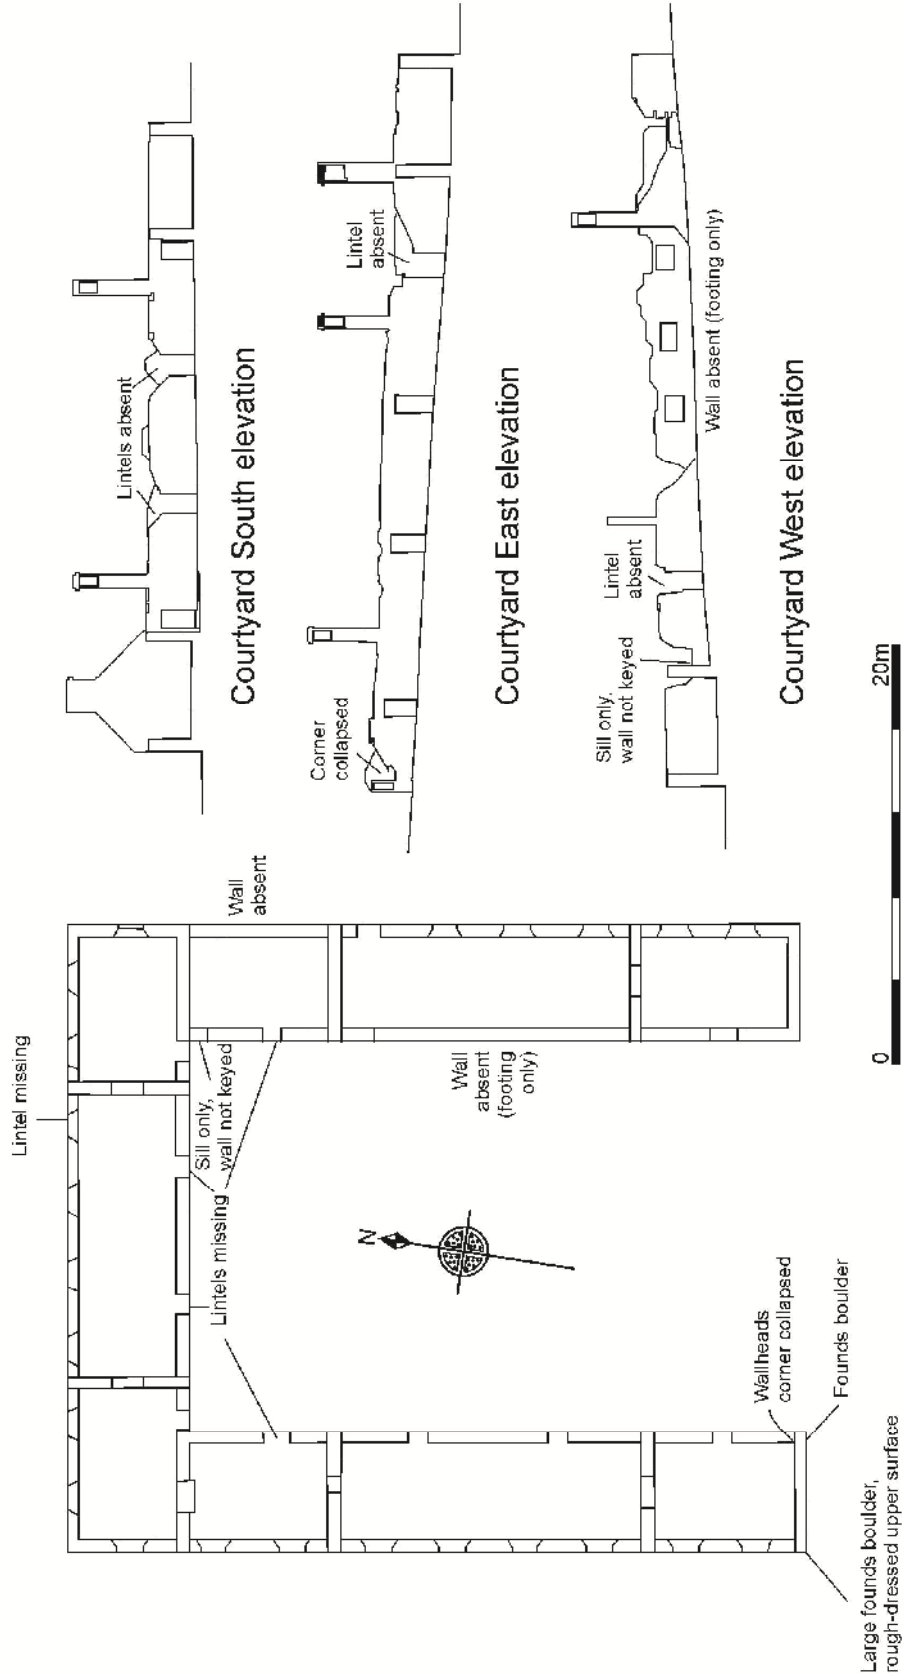 Lintels absent
Courtyard South elevation
Lintel
absent
Corner
collapsed
Courtyard East elevation
Wall absent (footing only)
Lintel
absent
Sill only,
wall not keyed
Courtyard West elevation
0
20m
Wall
absent
Lintel missing
Sill only,
wall not keyed
Lintels missing
Wall
absent
(footing
only)
N
Wallheads
corner collapsed
Founds boulder
Large founds boulder,
rough-dressed upper surface